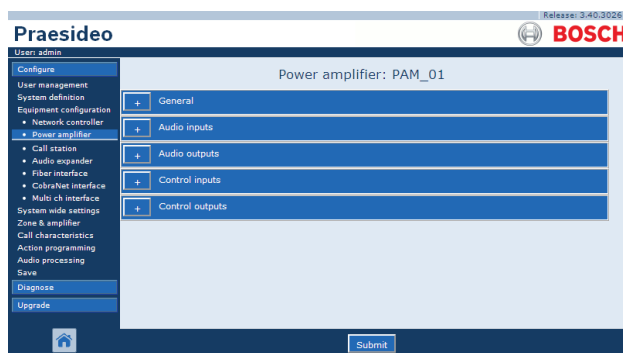 Release: 3.40.3026
Praesideo
BOSCH
User: admin
Configure
User management
System definition
Equipment configuration
• Network controller
• Power amplifier
• Call station
• Audio expander
• Fiber interface
• CobraNet interface
• Multi ch interface
System wide settings
Zone & amplifier
Call characteristics
Action programming
Audio processing
Save
Diagnose
Upgrade
Power amplifier: PAM_01
+ General
+ Audio inputs
+ Audio outputs
+ Control inputs
+ Control outputs
Submit